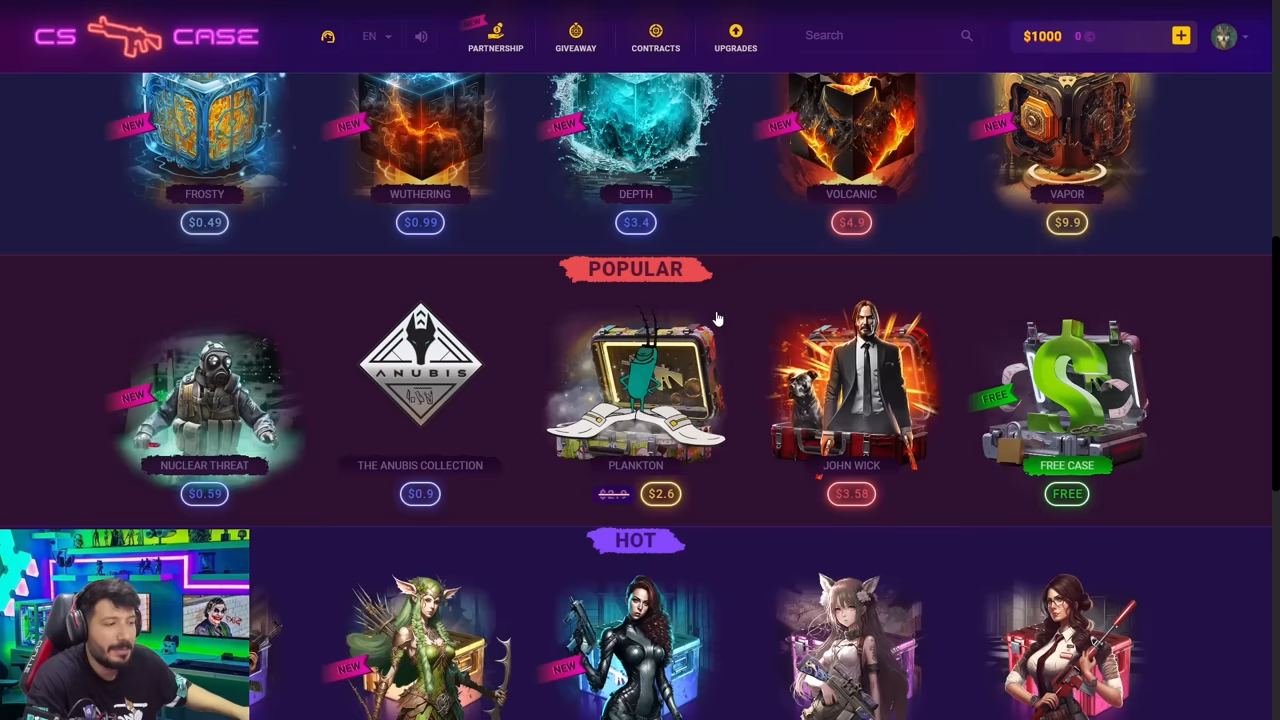 CS CASE
EN
NEW
PARTNERSHIP
GIVEAWAY
CONTRACTS
UPGRADES
Search
$1000
0
NEW
NEW
NEW
NEW
NEW
FROSTY
WUTHERING
DEPTH
VOLCANIC
VAPOR
$0.49
$0.99
$3.4
$4.9
$9.9
POPULAR
NEW
ANUBIS
FREE
NUCLEAR THREAT
THE ANUBIS COLLECTION
PLANKTON
JOHN WICK
FREE CASE
$0.59
$0.9
$2.9
$2.6
$3.58
FREE
HOT
NEW
NEW